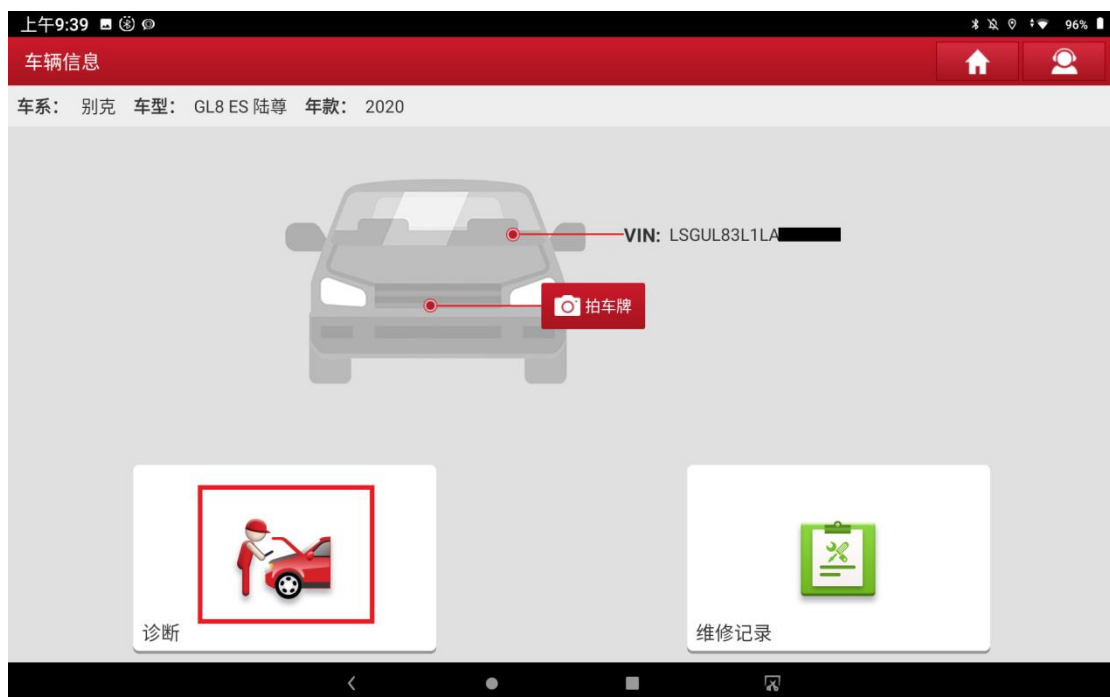 上午9:39 96%
车辆信息
车系： 别克 车型： GL8 ES 陆尊 年款： 2020
VIN: LSGUL83L1LA
拍车牌
诊断 维修记录